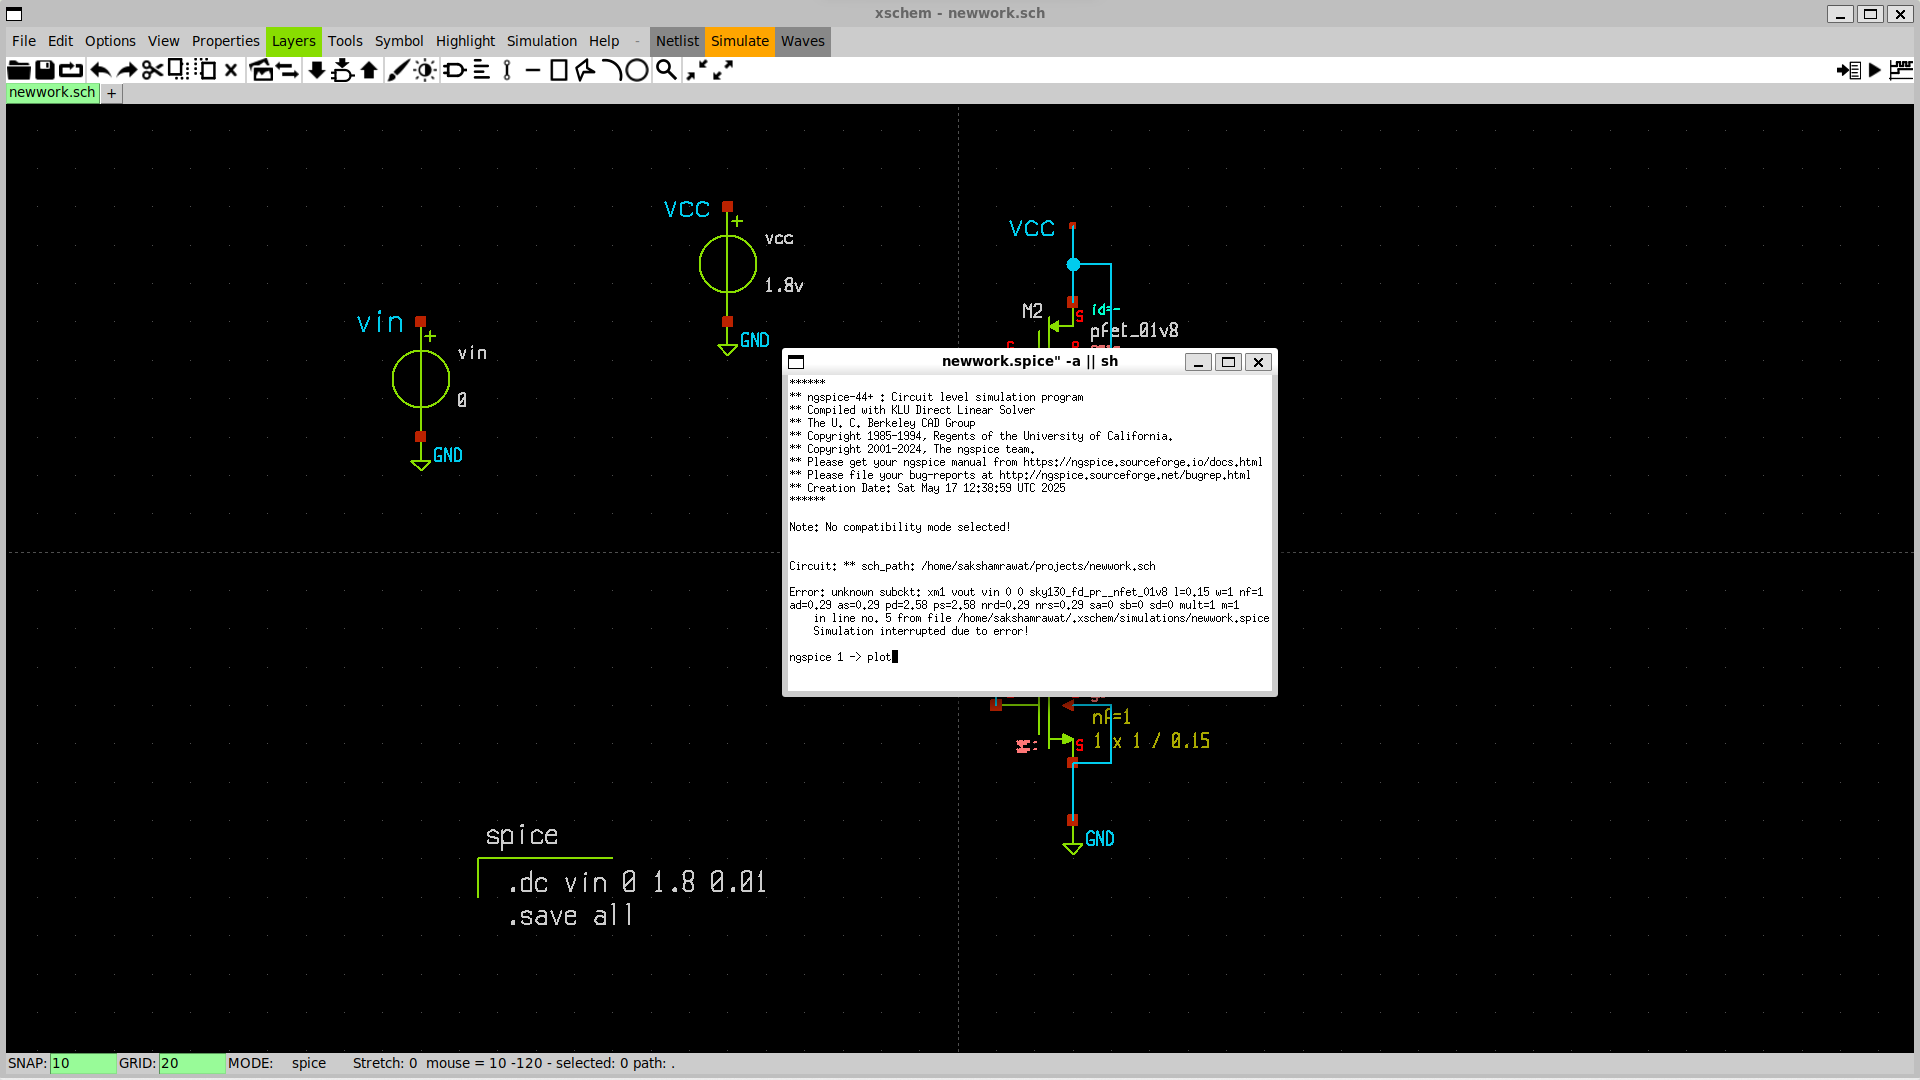 xschem - newwork.sch
File Edit Options View Properties Layers Tools Symbol Highlight Simulation Help - Netlist Simulate Waves
newwork.sch +
VCC
+
vcc
1.8v
GND
vin
+
vin
0
GND
VCC
M2
S
id=-
pfet_01v8
newwork.spice" -a || sh
******
** ngspice-44+ : Circuit level simulation program
** Compiled with KLU Direct Linear Solver
** The U. C. Berkeley CAD Group
** Copyright 1985-1994, Regents of the University of California.
** Copyright 2001-2024, The ngspice team.
** Please get your ngspice manual from https://ngspice.sourceforge.io/docs.html
** Please file your bug-reports at http://ngspice.sourceforge.net/bugrep.html
** Creation Date: Sat May 17 12:38:59 UTC 2025
******
Note: No compatibility mode selected!
Circuit: ** sch_path: /home/sakshamrawat/projects/newwork.sch
Error: unknown subckt: xm1 vout vin 0 0 sky130_fd_pr__nfet_01v8 l=0.15 w=1 nf=1
ad=0.29 as=0.29 pd=2.58 ps=2.58 nrd=0.29 nrs=0.29 sa=0 sb=0 sd=0 mult=1 m=1
in line no. 5 from file /home/sakshamrawat/.xschem/simulations/newwork.spice
Simulation interrupted due to error!
ngspice 1 -> plot
nf=1
S
1 x 1 / 0.15
GND
spice
.dc vin 0 1.8 0.01
.save all
SNAP: 10 GRID: 20 MODE: spice Stretch: 0 mouse = 10 -120 - selected: 0 path: .